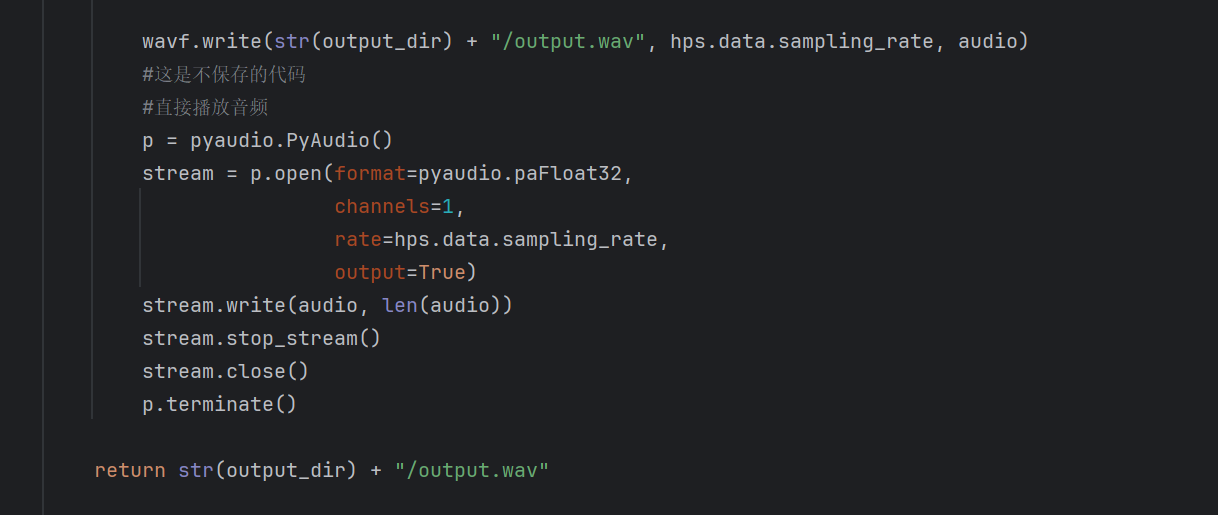 wavf.write(str(output_dir) + "/output.wav", hps.data.sampling_rate, audio)
#这是不保存的代码
#直接播放音频
p = pyaudio.PyAudio()
stream = p.open(format=pyaudio.paFloat32,
channels=1,
rate=hps.data.sampling_rate,
output=True)
stream.write(audio, len(audio))
stream.stop_stream()
stream.close()
p.terminate()
return str(output_dir) + "/output.wav"